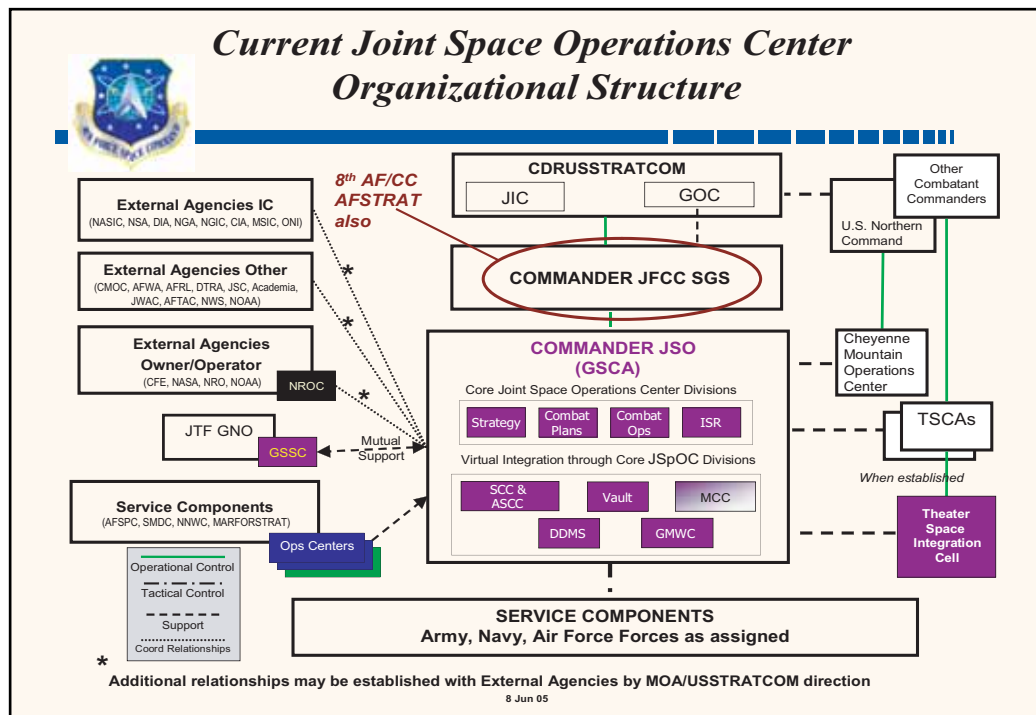 Current Joint Space Operations Center
Organizational Structure
8th AF/CC
AFSTRAT
also
CDRUSSTRATCOM
JIC
GOC
Other
Combatant
Commanders
U.S. Northern
Command
External Agencies IC
(NASIC, NSA, DIA, NGA, NGIC, CIA, MSIC, ONI)
*
COMMANDER JFCC SGS
External Agencies Other
(CMOC, AFWA, AFRL, DTRA, JSC, Academia,
JWAC, AFTAC, NWS, NOAA)
*
External Agencies
Owner/Operator
(CFE, NASA, NRO, NOAA)
NROC
*
COMMANDER JSO
(GSCA)
Core Joint Space Operations Center Divisions
Strategy
Combat
Plans
Combat
Ops
ISR
Cheyenne
Mountain
Operations
Center
JTF GNO
GSSC
Mutual
Support
Virtual Integration through Core JSpOC Divisions
SCC &
ASCC
Vault
MCC
DDMS
GMWC
TSCAs
When established
Theater
Space
Integration
Cell
Service Components
(AFSPC, SMDC, NNWC, MARFORSTRAT)
Ops Centers
Operational Control
Tactical Control
Support
Coord Relationships
SERVICE COMPONENTS
Army, Navy, Air Force Forces as assigned
*
Additional relationships may be established with External Agencies by MOA/USSTRATCOM direction
8 Jun 05